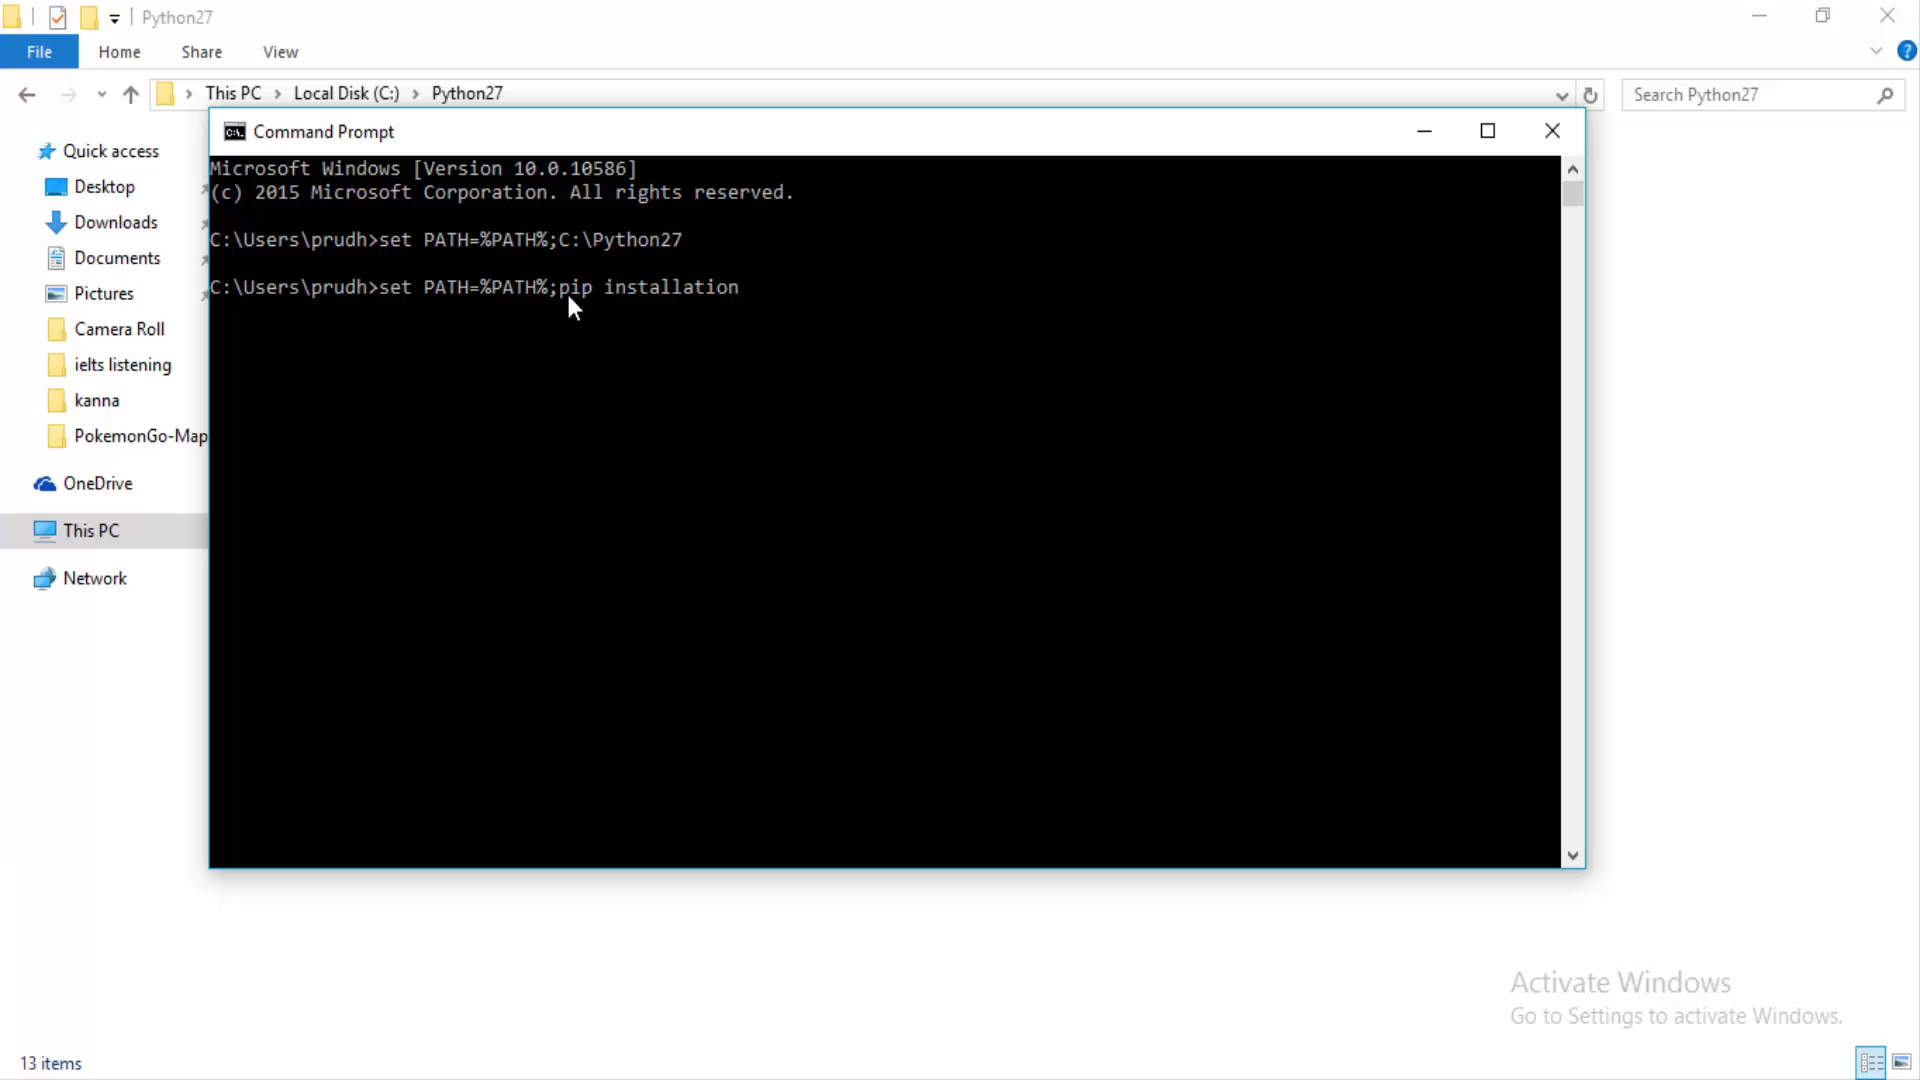 Python27
File Home Share View
This PC Local Disk (C:) Python27
Search Python27
Command Prompt
Quick access
Desktop
Downloads
Documents
Pictures
Camera Roll
ielts listening
kanna
PokemonGo-Map
OneDrive
This PC
Network
Microsoft Windows [Version 10.0.10586]
(c) 2015 Microsoft Corporation. All rights reserved.
C:\Users\prudh>set PATH=%PATH%;C:\Python27
C:\Users\prudh>set PATH=%PATH%;pip installation
Activate Windows
Go to Settings to activate Windows.
13 items